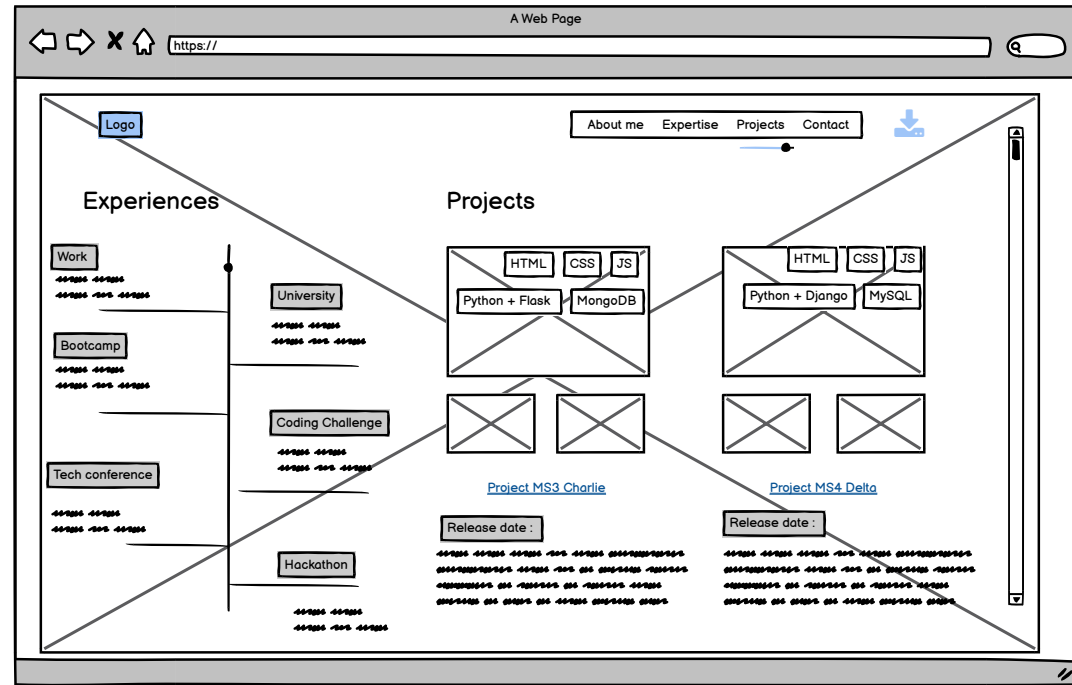 A Web Page
https://
Logo
About me Expertise Projects Contact
Experiences
Work
University
Bootcamp
Coding Challenge
Tech conference
Hackathon
Projects
HTML CSS JS
Python + Flask MongoDB
Project MS3 Charlie
Release date :
HTML CSS JS
Python + Django MySQL
Project MS4 Delta
Release date :